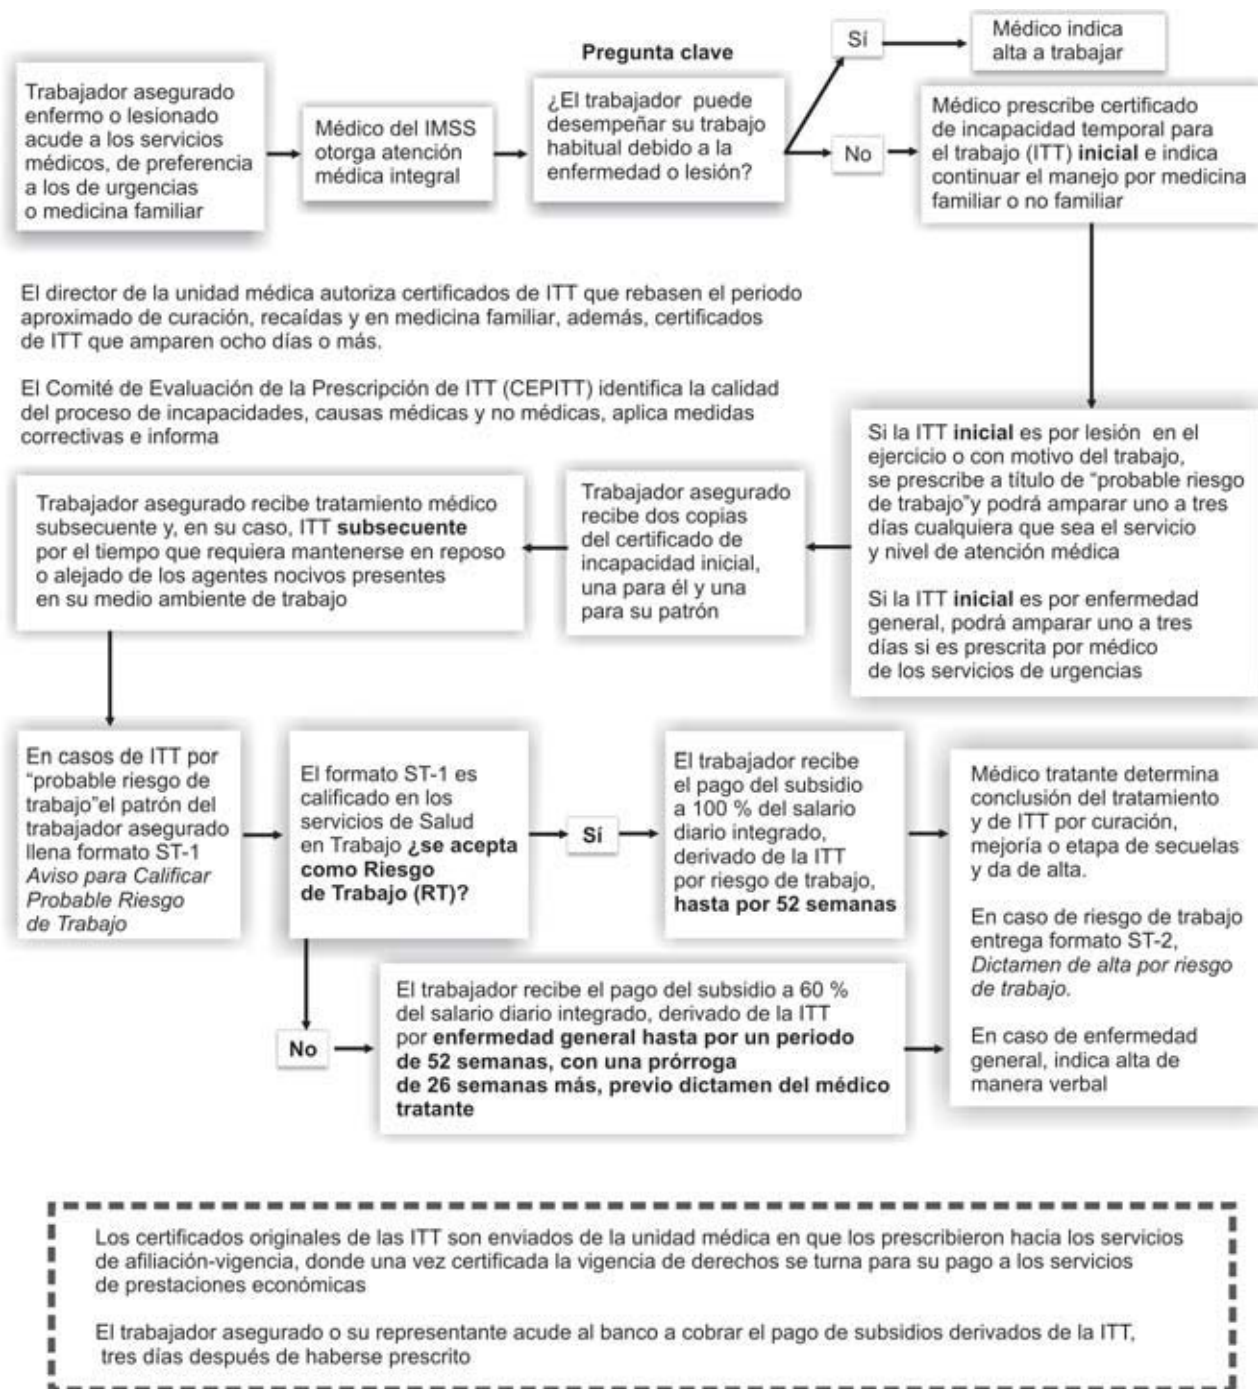 Trabajador asegurado
enfermo o lesionado
acude a los servicios
médicos, de preferencia
a los de urgencias
o medicina familiar
Médico del IMSS
otorga atención
médica integral
Pregunta clave
¿El trabajador puede
desempeñar su trabajo
habitual debido a la
enfermedad o lesión?
Sí
Médico indica
alta a trabajar
No
Médico prescribe certificado
de incapacidad temporal para
el trabajo (ITT) inicial e indica
continuar el manejo por medicina
familiar o no familiar
El director de la unidad médica autoriza certificados de ITT que rebasen el periodo
aproximado de curación, recaídas y en medicina familiar, además, certificados
de ITT que amparen ocho días o más.
El Comité de Evaluación de la Prescripción de ITT (CEPITT) identifica la calidad
del proceso de incapacidades, causas médicas y no médicas, aplica medidas
correctivas e informa
Si la ITT inicial es por lesión en el
ejercicio o con motivo del trabajo,
se prescribe a título de “probable riesgo
de trabajo”y podrá amparar uno a tres
días cualquiera que sea el servicio
y nivel de atención médica
Si la ITT inicial es por enfermedad
general, podrá amparar uno a tres
días si es prescrita por médico
de los servicios de urgencias
Trabajador asegurado
recibe dos copias
del certificado de
incapacidad inicial,
una para él y una
para su patrón
Trabajador asegurado recibe tratamiento médico
subsecuente y, en su caso, ITT subsecuente
por el tiempo que requiera mantenerse en reposo
o alejado de los agentes nocivos presentes
en su medio ambiente de trabajo
En casos de ITT por
“probable riesgo de
trabajo”el patrón del
trabajador asegurado
llena formato ST-1
Aviso para Calificar
Probable Riesgo
de Trabajo
El formato ST-1 es
calificado en los
servicios de Salud
en Trabajo ¿se acepta
como Riesgo
de Trabajo (RT)?
Sí
El trabajador recibe
el pago del subsidio
a 100 % del salario
diario integrado,
derivado de la ITT
por riesgo de trabajo,
hasta por 52 semanas
No
El trabajador recibe el pago del subsidio a 60 %
del salario diario integrado, derivado de la ITT
por enfermedad general hasta por un periodo
de 52 semanas, con una prórroga
de 26 semanas más, previo dictamen del médico
tratante
Médico tratante determina
conclusión del tratamiento
y de ITT por curación,
mejoría o etapa de secuelas
y da de alta.
En caso de riesgo de trabajo
entrega formato ST-2,
Dictamen de alta por riesgo
de trabajo.
En caso de enfermedad
general, indica alta de
manera verbal
Los certificados originales de las ITT son enviados de la unidad médica en que los prescribieron hacia los servicios
de afiliación-vigencia, donde una vez certificada la vigencia de derechos se turna para su pago a los servicios
de prestaciones económicas
El trabajador asegurado o su representante acude al banco a cobrar el pago de subsidios derivados de la ITT,
tres días después de haberse prescrito